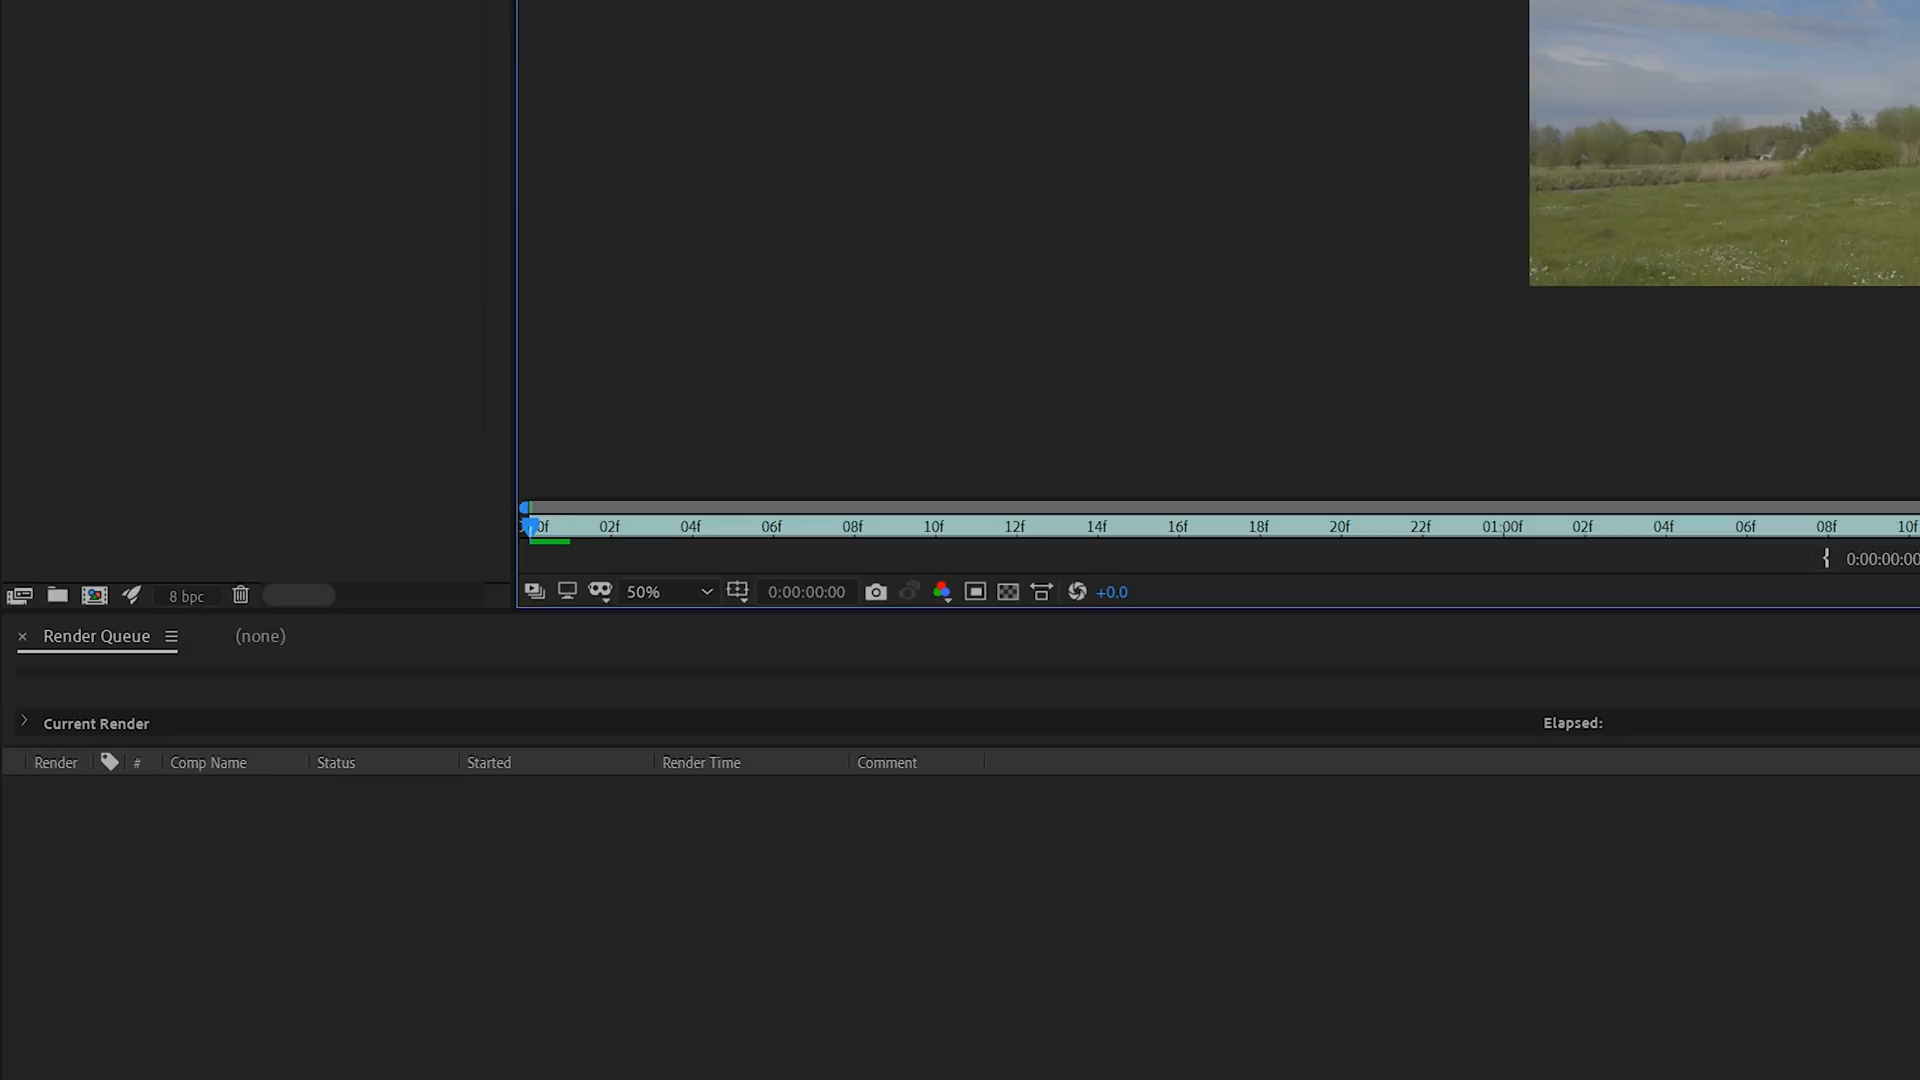 02f 04f 06f 08f 10f 12f 14f 16f 18f 20f 22f 01:00f 02f 04f 06f 08f 10f
{ 0:00:00:00
8 bpc
50% 0:00:00:00 +0.0
× Render Queue (none)
Current Render Elapsed:
Render # Comp Name Status Started Render Time Comment